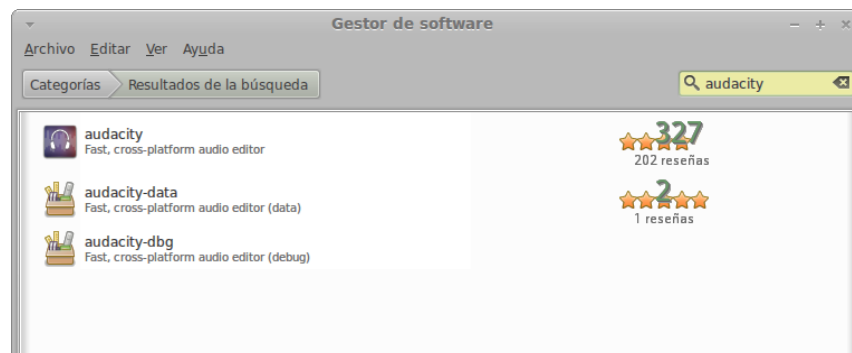 Gestor de software
Archivo Editar Ver Ayuda
Categorías Resultados de la búsqueda audacity
audacity 327
Fast, cross-platform audio editor
202 reseñas
audacity-data 2
Fast, cross-platform audio editor (data)
1 reseñas
audacity-dbg
Fast, cross-platform audio editor (debug)